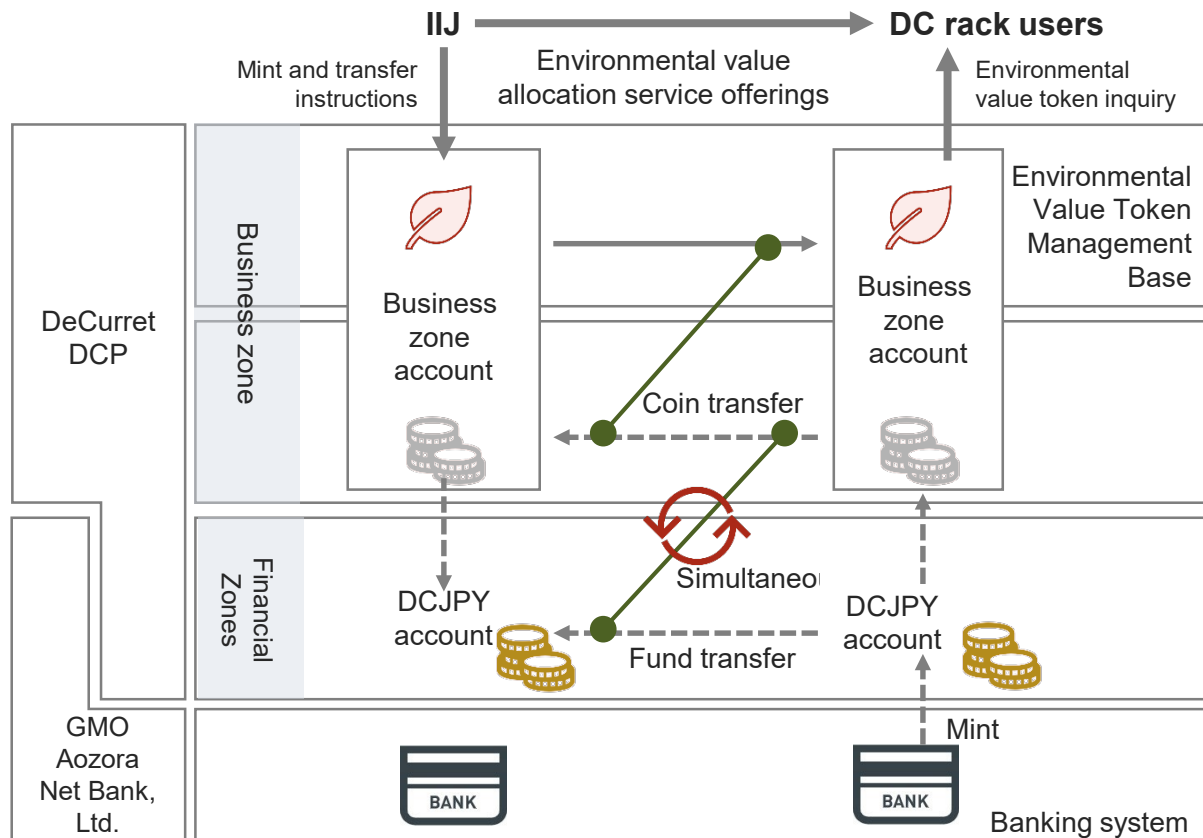 IIJ
DC rack users
Mint and transfer
instructions
Environmental value
allocation service offerings
Environmental
value token inquiry
Environmental
Value Token
Management
Base
Business zone
DeCurret
DCP
Business
zone
account
Business
zone
account
Coin transfer
Financial
Zones
Simultaneou
DCJPY
account
DCJPY
account
Fund transfer
GMO
Aozora
Net Bank,
Ltd.
Mint
BANK
BANK
Banking system